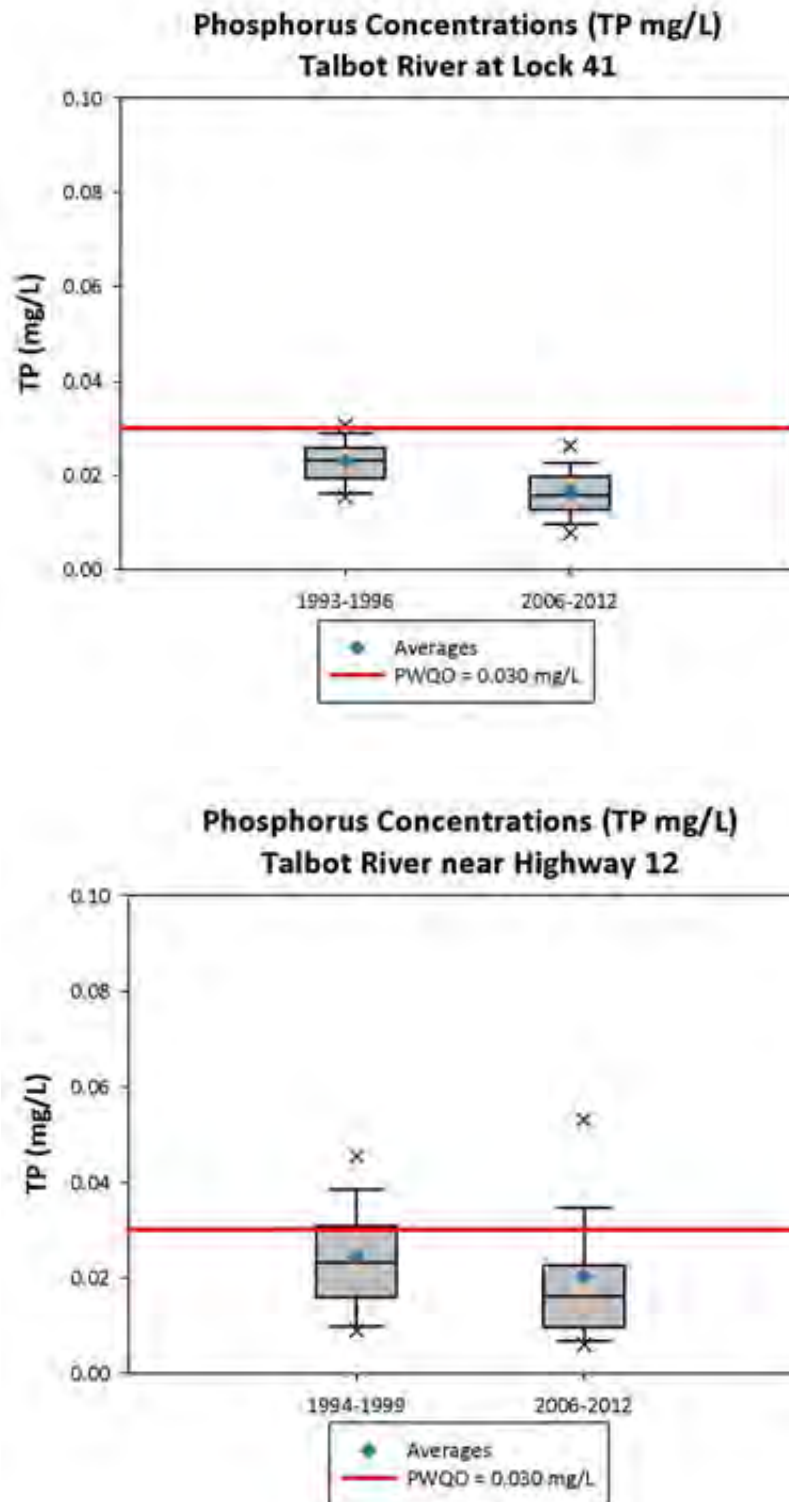 Phosphorus Concentrations (TP mg/L)
Talbot River at Lock 41
0.10
0.08
0.06
0.04
0.02
0.00
TP (mg/L)
1993-1996
2006-2012
Averages
PWQO = 0.030 mg/L
Phosphorus Concentrations (TP mg/L)
Talbot River near Highway 12
0.10
0.08
0.06
0.04
0.02
0.00
TP (mg/L)
1994-1999
2006-2012
Averages
PWQO = 0.030 mg/L